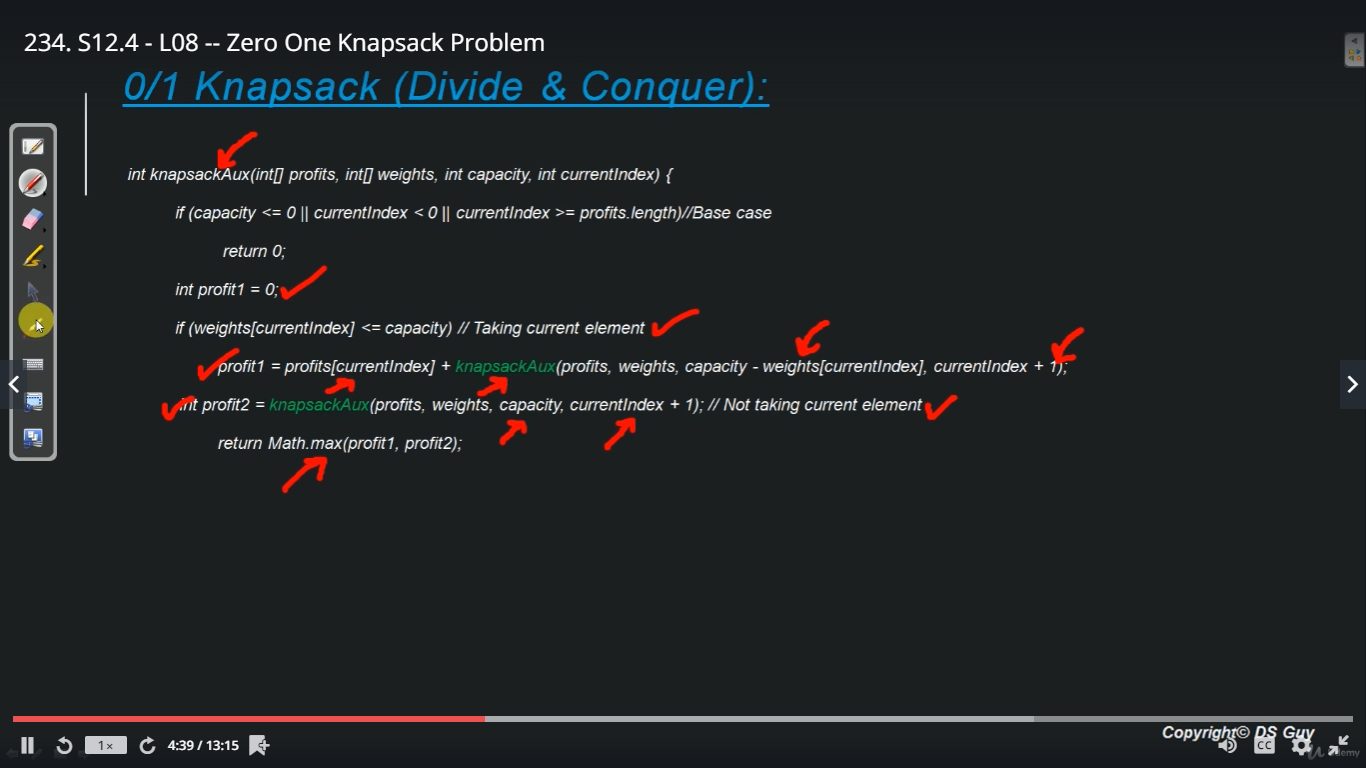 234. S12.4 - L08 -- Zero One Knapsack Problem
0/1 Knapsack (Divide & Conquer):
int knapsackAux(int[] profits, int[] weights, int capacity, int currentIndex) {
if (capacity <= 0 || currentIndex < 0 || currentIndex >= profits.length)//Base case
return 0;
int profit1 = 0;
if (weights[currentIndex] <= capacity) // Taking current element
profit1 = profits[currentIndex] + knapsackAux(profits, weights, capacity - weights[currentIndex], currentIndex + 1);
int profit2 = knapsackAux(profits, weights, capacity, currentIndex + 1); // Not taking current element
return Math.max(profit1, profit2);
Copyright© DS Guy
1×
4:39 / 13:15
CC